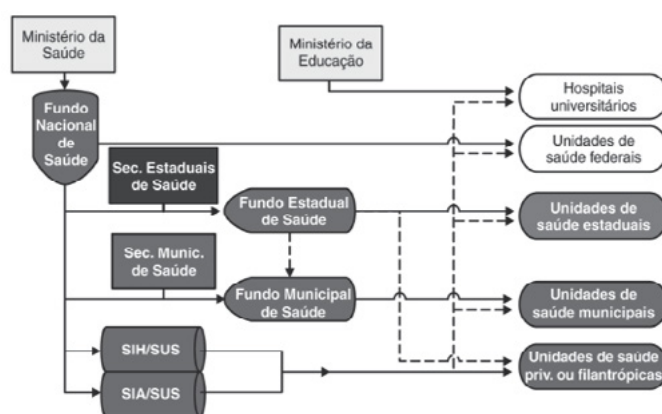 Ministério da
Saúde
Ministério da
Educação
Hospitais
universitários
Fundo
Nacional
de
Saúde
Unidades de
saúde federais
Sec. Estaduais
de Saúde
Fundo Estadual
de Saúde
Unidades de
saúde estaduais
Sec. Munic.
de Saúde
Fundo Municipal
de Saúde
Unidades de
saúde municipais
SIH/SUS
SIA/SUS
Unidades de saúde
priv. ou filantrópicas